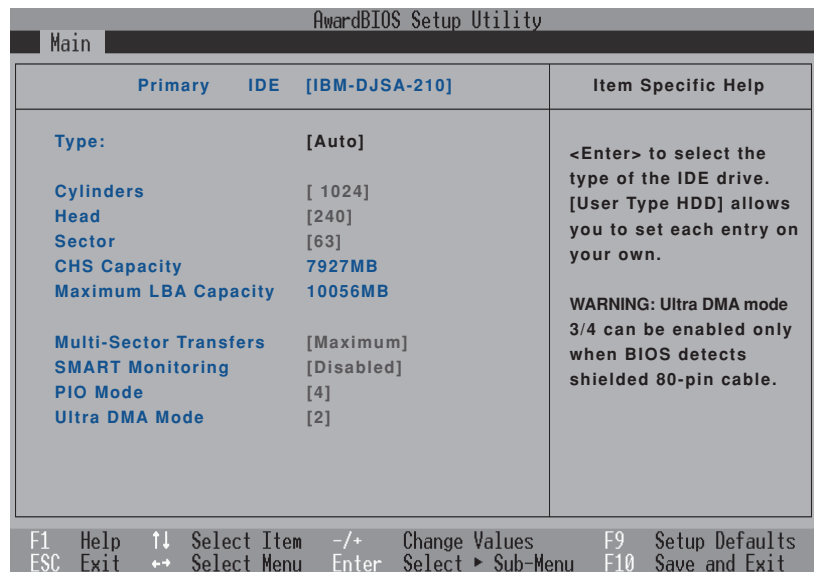 AwardBIOS Setup Utility
Main
Primary IDE [IBM-DJSA-210]
Item Specific Help
Type: [Auto]
Cylinders [ 1024]
Head [240]
Sector [63]
CHS Capacity 7927MB
Maximum LBA Capacity 10056MB
Multi-Sector Transfers [Maximum]
SMART Monitoring [Disabled]
PIO Mode [4]
Ultra DMA Mode [2]
<Enter> to select the
type of the IDE drive.
[User Type HDD] allows
you to set each entry on
your own.
WARNING: Ultra DMA mode
3/4 can be enabled only
when BIOS detects
shielded 80-pin cable.
F1 Help ↑↓ Select Item -/+ Change Values F9 Setup Defaults
ESC Exit ←→ Select Menu Enter Select ▶ Sub-Menu F10 Save and Exit